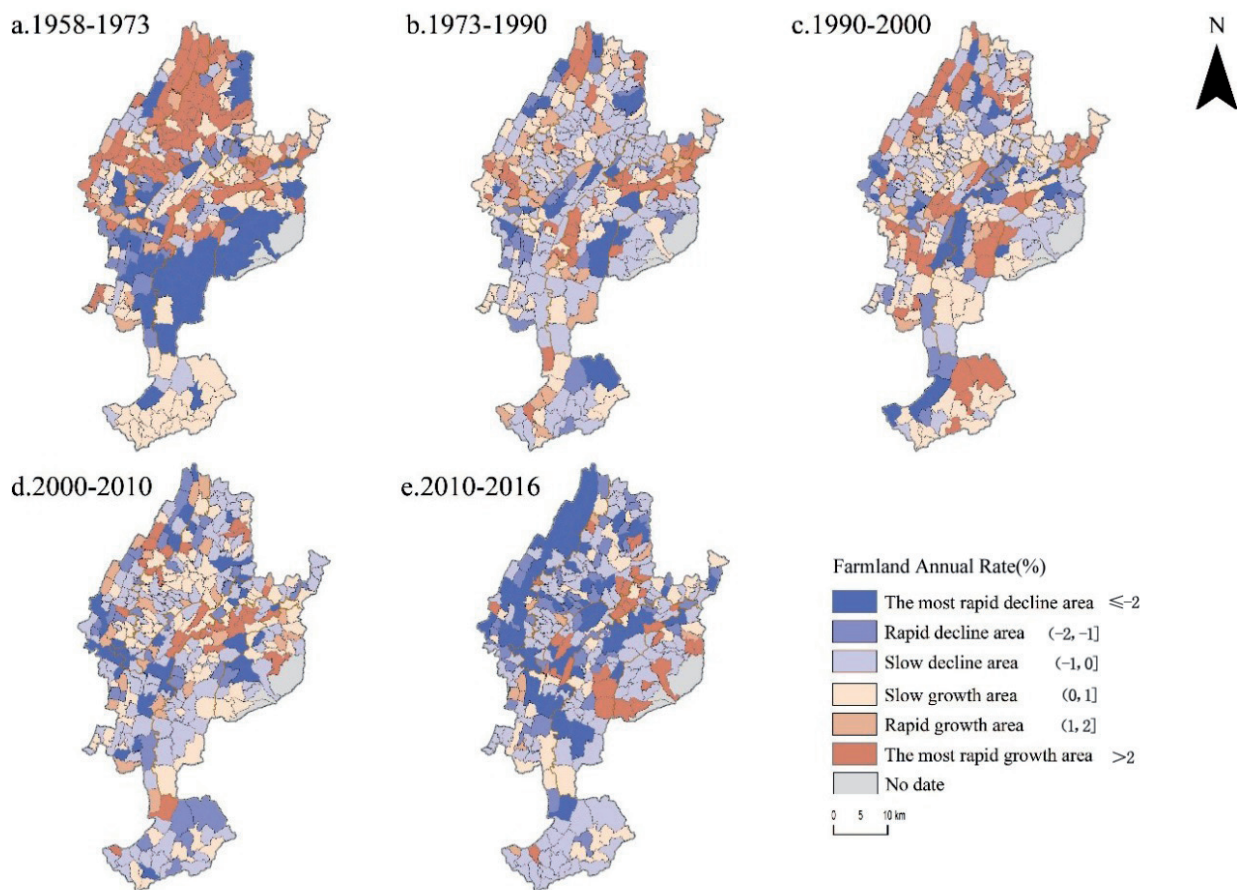 a.1958-1973
b.1973-1990
c.1990-2000
N
d.2000-2010
e.2010-2016
Farmland Annual Rate(%)
The most rapid decline area ≤-2
Rapid decline area (-2, -1]
Slow decline area (-1, 0]
Slow growth area (0, 1]
Rapid growth area (1, 2]
The most rapid growth area >2
No date
0 5 10 km